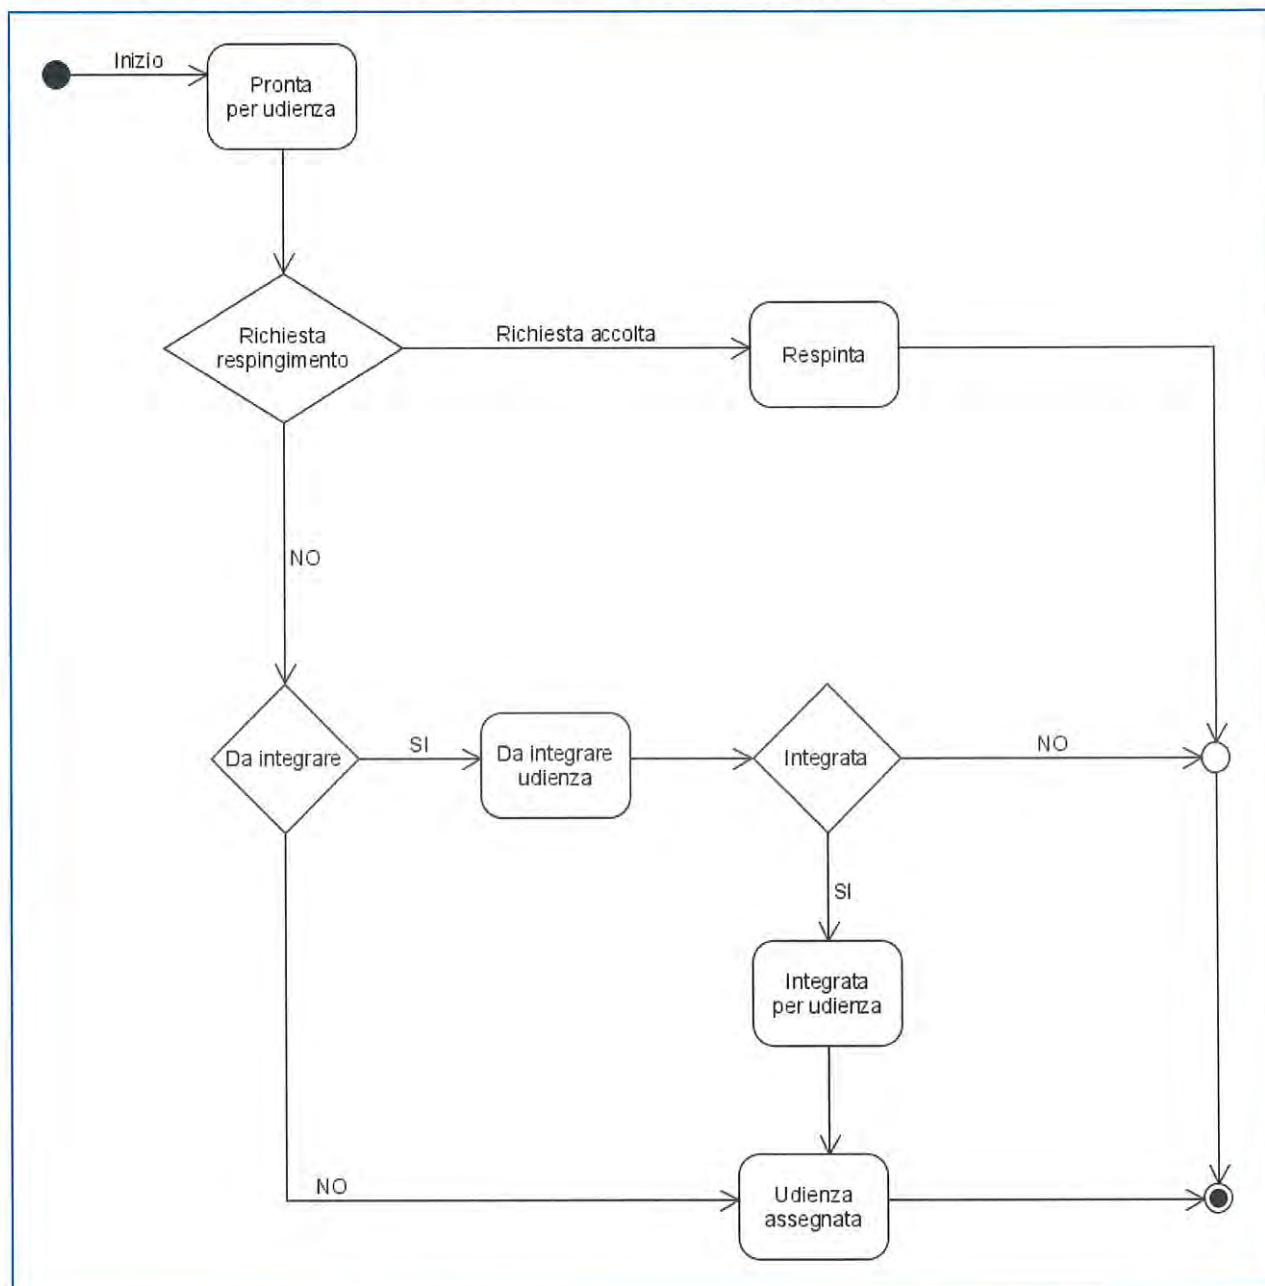 Inizio
Pronta
per udienza
Richiesta
respingimento
Richiesta accolta
Respinta
NO
Da integrare
SI
Da integrare
udienza
Integrata
NO
SI
Integrata
per udienza
NO
Udienza
assegnata